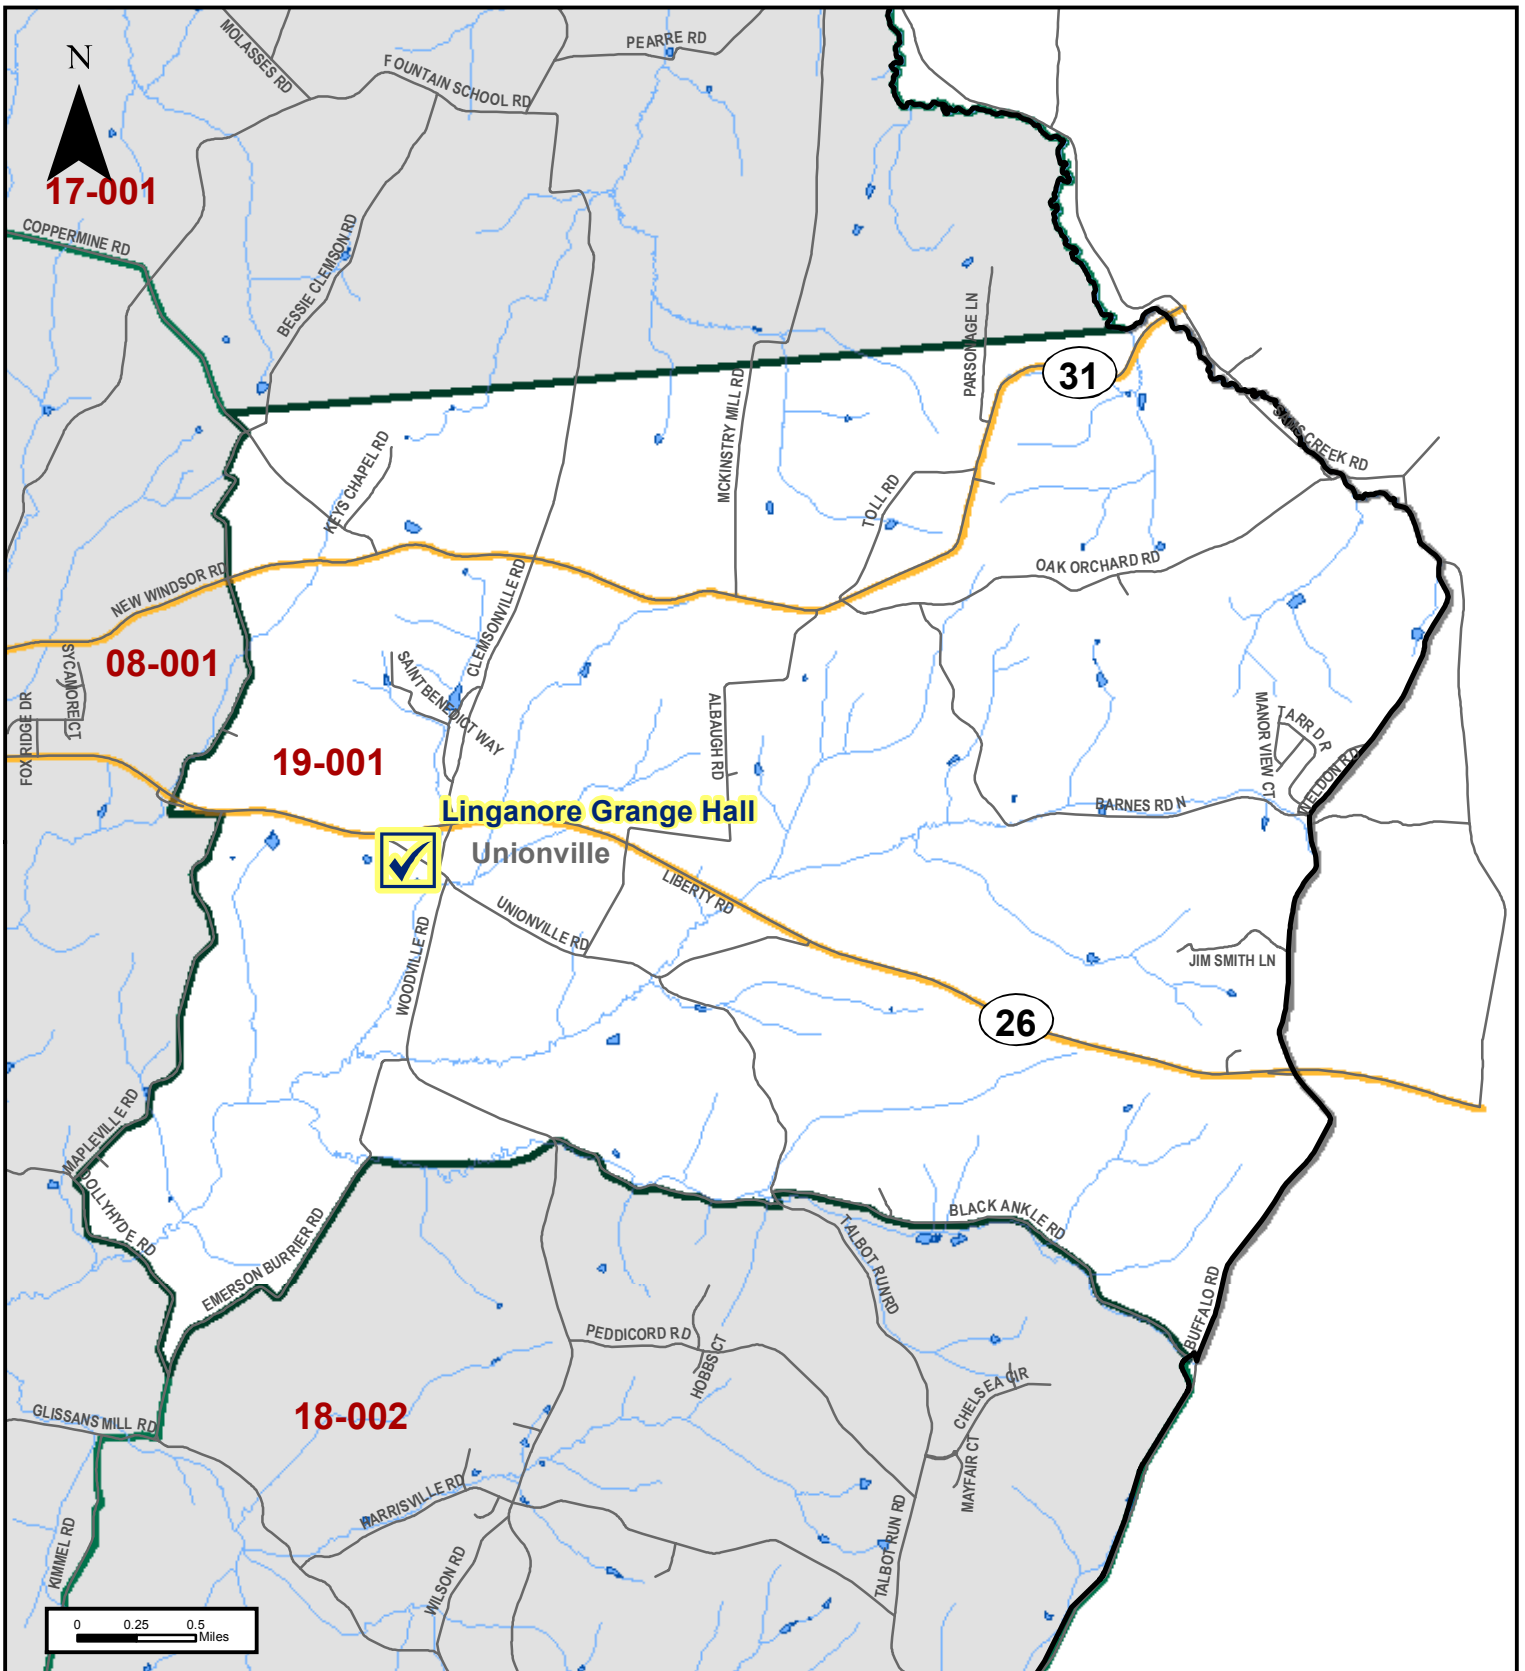 MOLASSES RD
PEARRE RD
N
FOUNTAIN SCHOOL RD
17-001
COPPERMINE RD
BESSIE CLEMSON RD
PARSONAGE LN
31
MCKINSTRY MILL RD
SAMS CREEK RD
KEYS CHAPEL RD
TOLL RD
OAK ORCHARD RD
NEW WINDSOR RD
CLEMSONVILLE RD
08-001
SYCAMORE CT
SAINT BENEDICT WAY
FOX RIDGE DR
ALBAUGH RD
MANOR VIEW CT
TARR DR
19-001
WELDON RD
Linganore Grange Hall
BARNES RD N
Unionville
LIBERTY RD
UNIONVILLE RD
WOODVILLE RD
JIM SMITH LN
26
MAPLEVILLE RD
DOLLYHYDE RD
EMERSON BURRIER RD
BLACK ANKLE RD
TALBOT RUN RD
BUFFALO RD
PEDDICORD RD
HOBBS CT
CHELSEA CIR
GLISSANS MILL RD
18-002
MAYFAIR CT
HARRISVILLE RD
TALBOT RUN RD
KIMMEL RD
WILSON RD
0 0.25 0.5
Miles